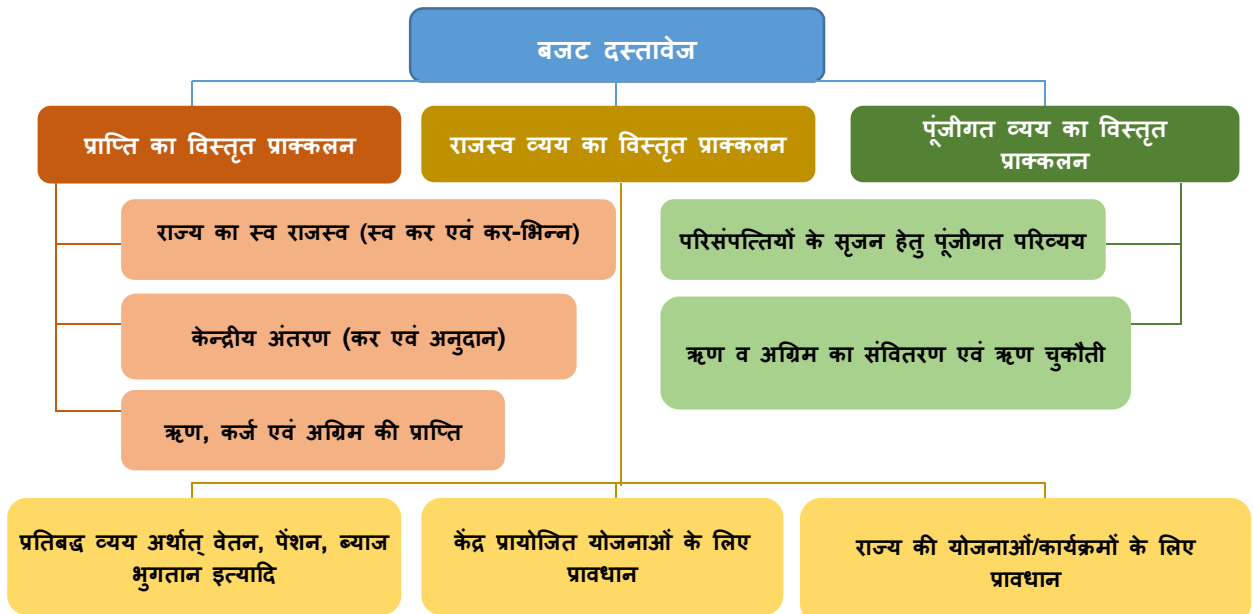 बजट दस्तावेज
प्राप्ति का विस्तृत प्राक्कलन
राजस्व व्यय का विस्तृत प्राक्कलन
पूंजीगत व्यय का विस्तृत
प्राक्कलन
राज्य का स्व राजस्व (स्व कर एवं कर-भिन्न)
केन्द्रीय अंतरण (कर एवं अनुदान)
ऋण, कर्ज एवं अग्रिम की प्राप्ति
परिसंपत्तियों के सृजन हेतु पूंजीगत परिव्यय
ऋण व अग्रिम का संवितरण एवं ऋण चुकौती
प्रतिबद्ध व्यय अर्थात् वेतन, पेंशन, ब्याज
भुगतान इत्यादि
केंद्र प्रायोजित योजनाओं के लिए
प्रावधान
राज्य की योजनाओं/कार्यक्रमों के लिए
प्रावधान